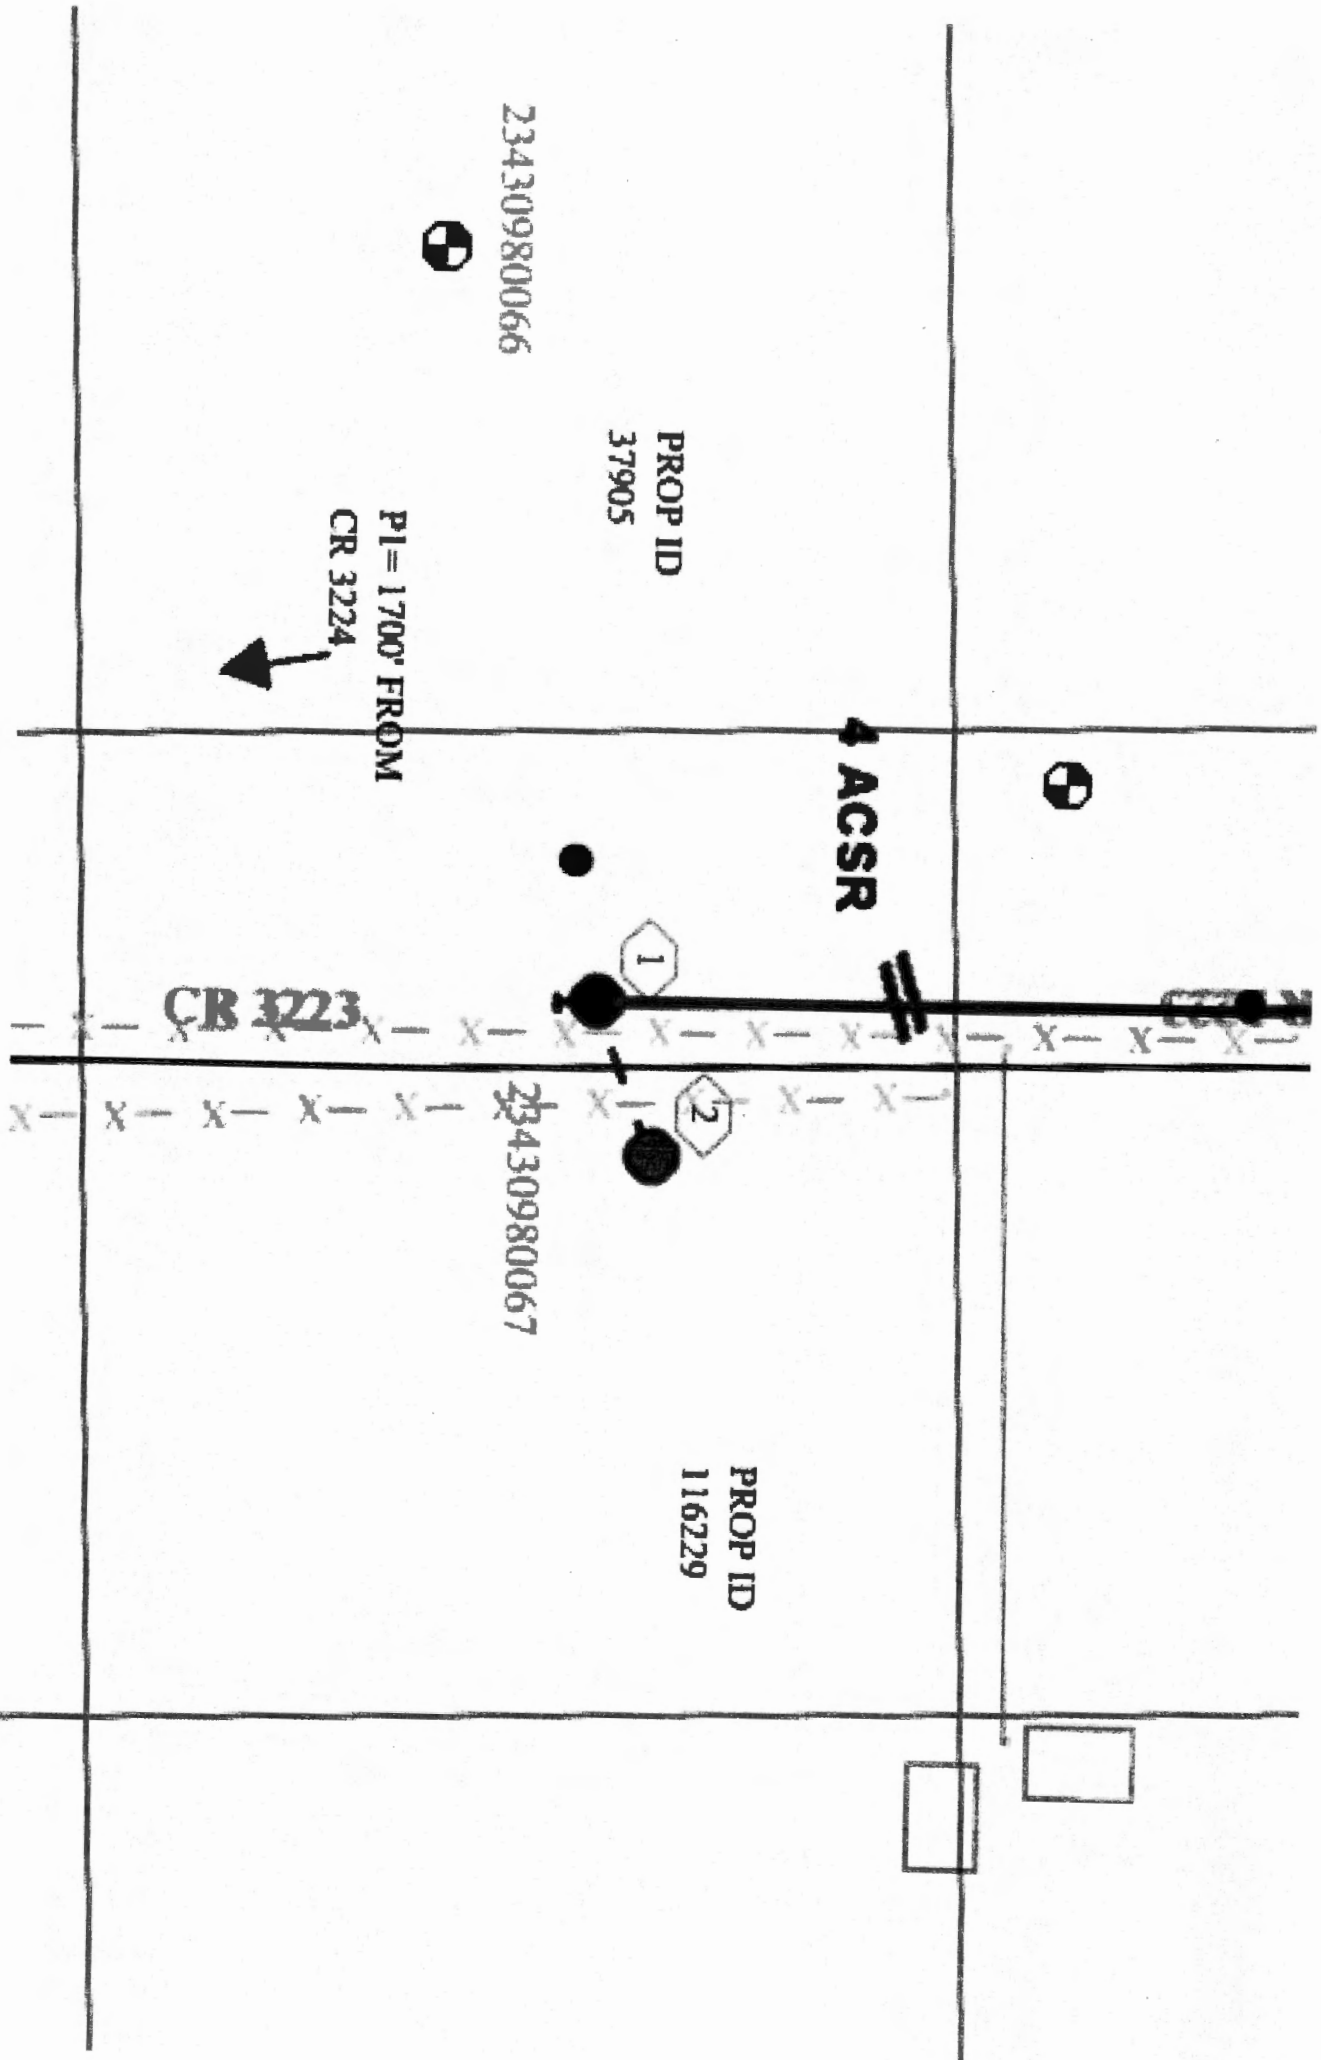 23430980066
PROP ID
37905
P1= 1700' FROM
CR 3224
4 ACSR
1
CR 3223
2
23430980067
PROP ID
116229